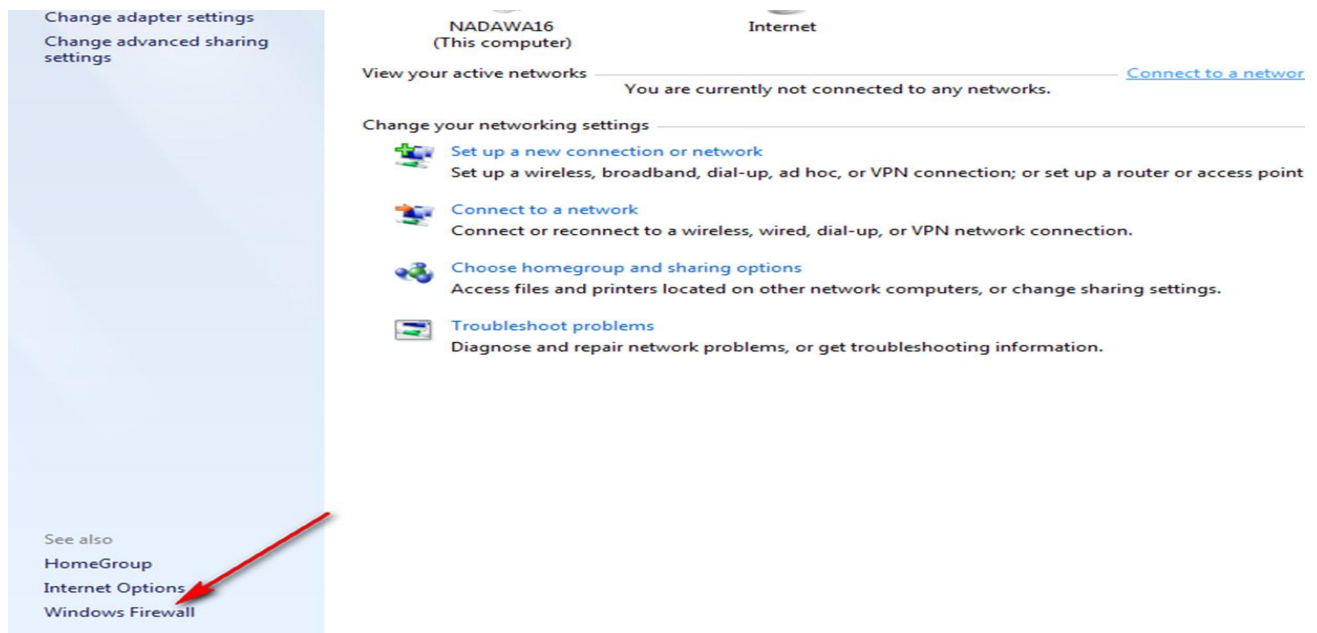 Change adapter settings
Change advanced sharing
settings
NADAWA16
(This computer)
Internet
View your active networks
Connect to a networ
You are currently not connected to any networks.
Change your networking settings
Set up a new connection or network
Set up a wireless, broadband, dial-up, ad hoc, or VPN connection; or set up a router or access point
Connect to a network
Connect or reconnect to a wireless, wired, dial-up, or VPN network connection.
Choose homegroup and sharing options
Access files and printers located on other network computers, or change sharing settings.
Troubleshoot problems
Diagnose and repair network problems, or get troubleshooting information.
See also
HomeGroup
Internet Options
Windows Firewall